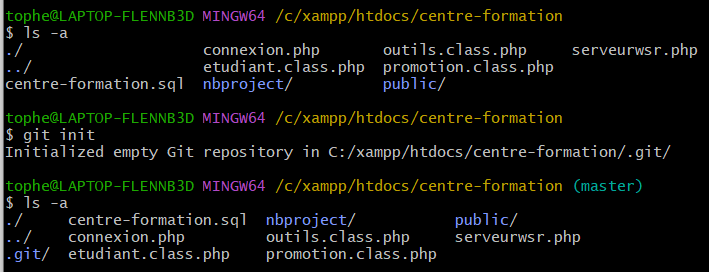 tophe@LAPTOP-FLENNB3D MINGW64 /c/xampp/htdocs/centre-formation
$ ls -a
./ connexion.php outils.class.php serveurwsr.php
../ etudiant.class.php promotion.class.php
centre-formation.sql nbproject/ public/
tophe@LAPTOP-FLENNB3D MINGW64 /c/xampp/htdocs/centre-formation
$ git init
Initialized empty Git repository in C:/xampp/htdocs/centre-formation/.git/
tophe@LAPTOP-FLENNB3D MINGW64 /c/xampp/htdocs/centre-formation (master)
$ ls -a
./ centre-formation.sql nbproject/ public/
../ connexion.php outils.class.php serveurwsr.php
.git/ etudiant.class.php promotion.class.php